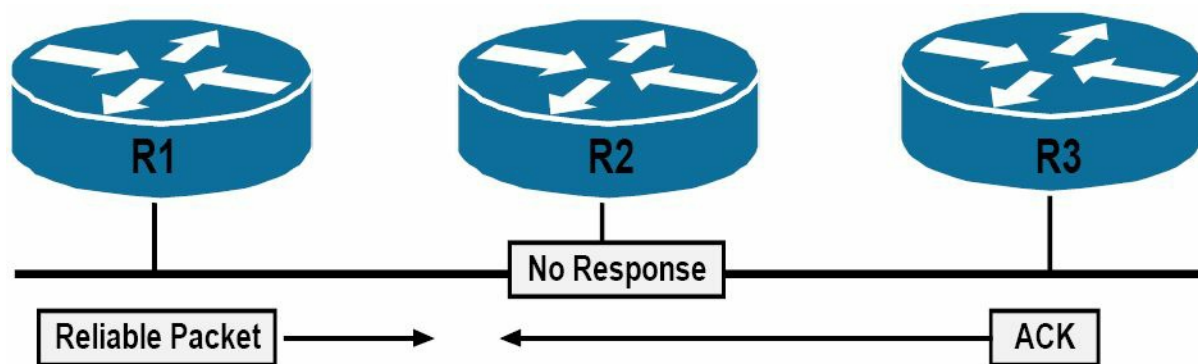 R1
R2
R3
No Response
Reliable Packet
ACK